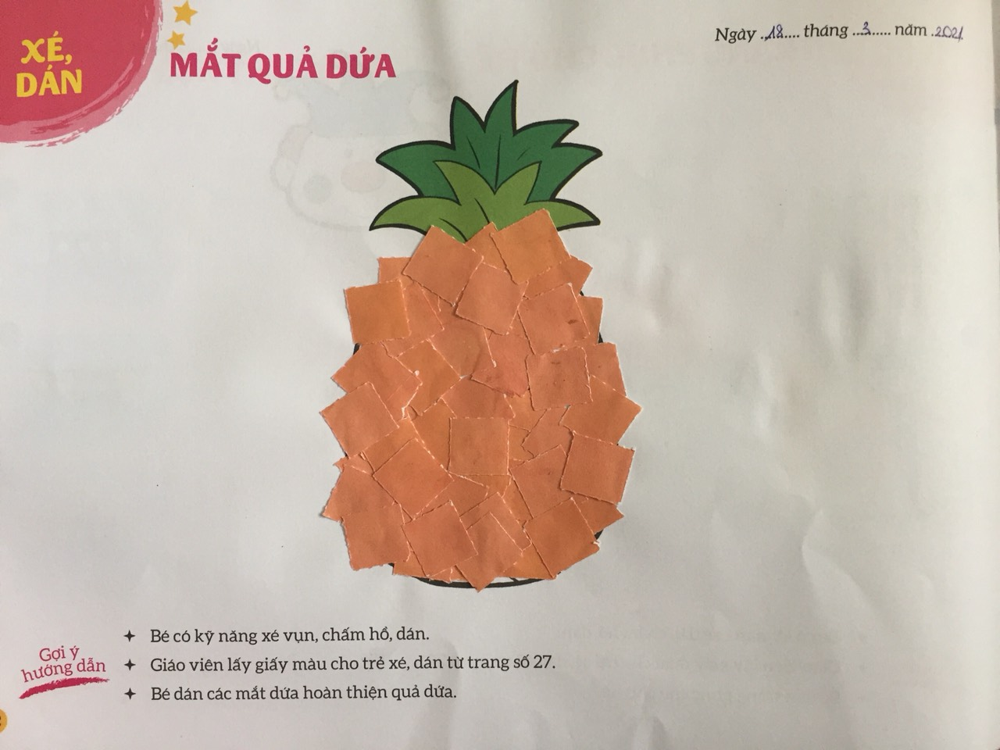 XÉ,
DÁN
MẮT QUẢ DỨA
Ngày .18.... tháng ...3..... năm .2021
Gợi ý
hướng dẫn
Bé có kỹ năng xé vụn, chấm hồ, dán.
Giáo viên lấy giấy màu cho trẻ xé, dán từ trang số 27.
Bé dán các mắt dứa hoàn thiện quả dứa.